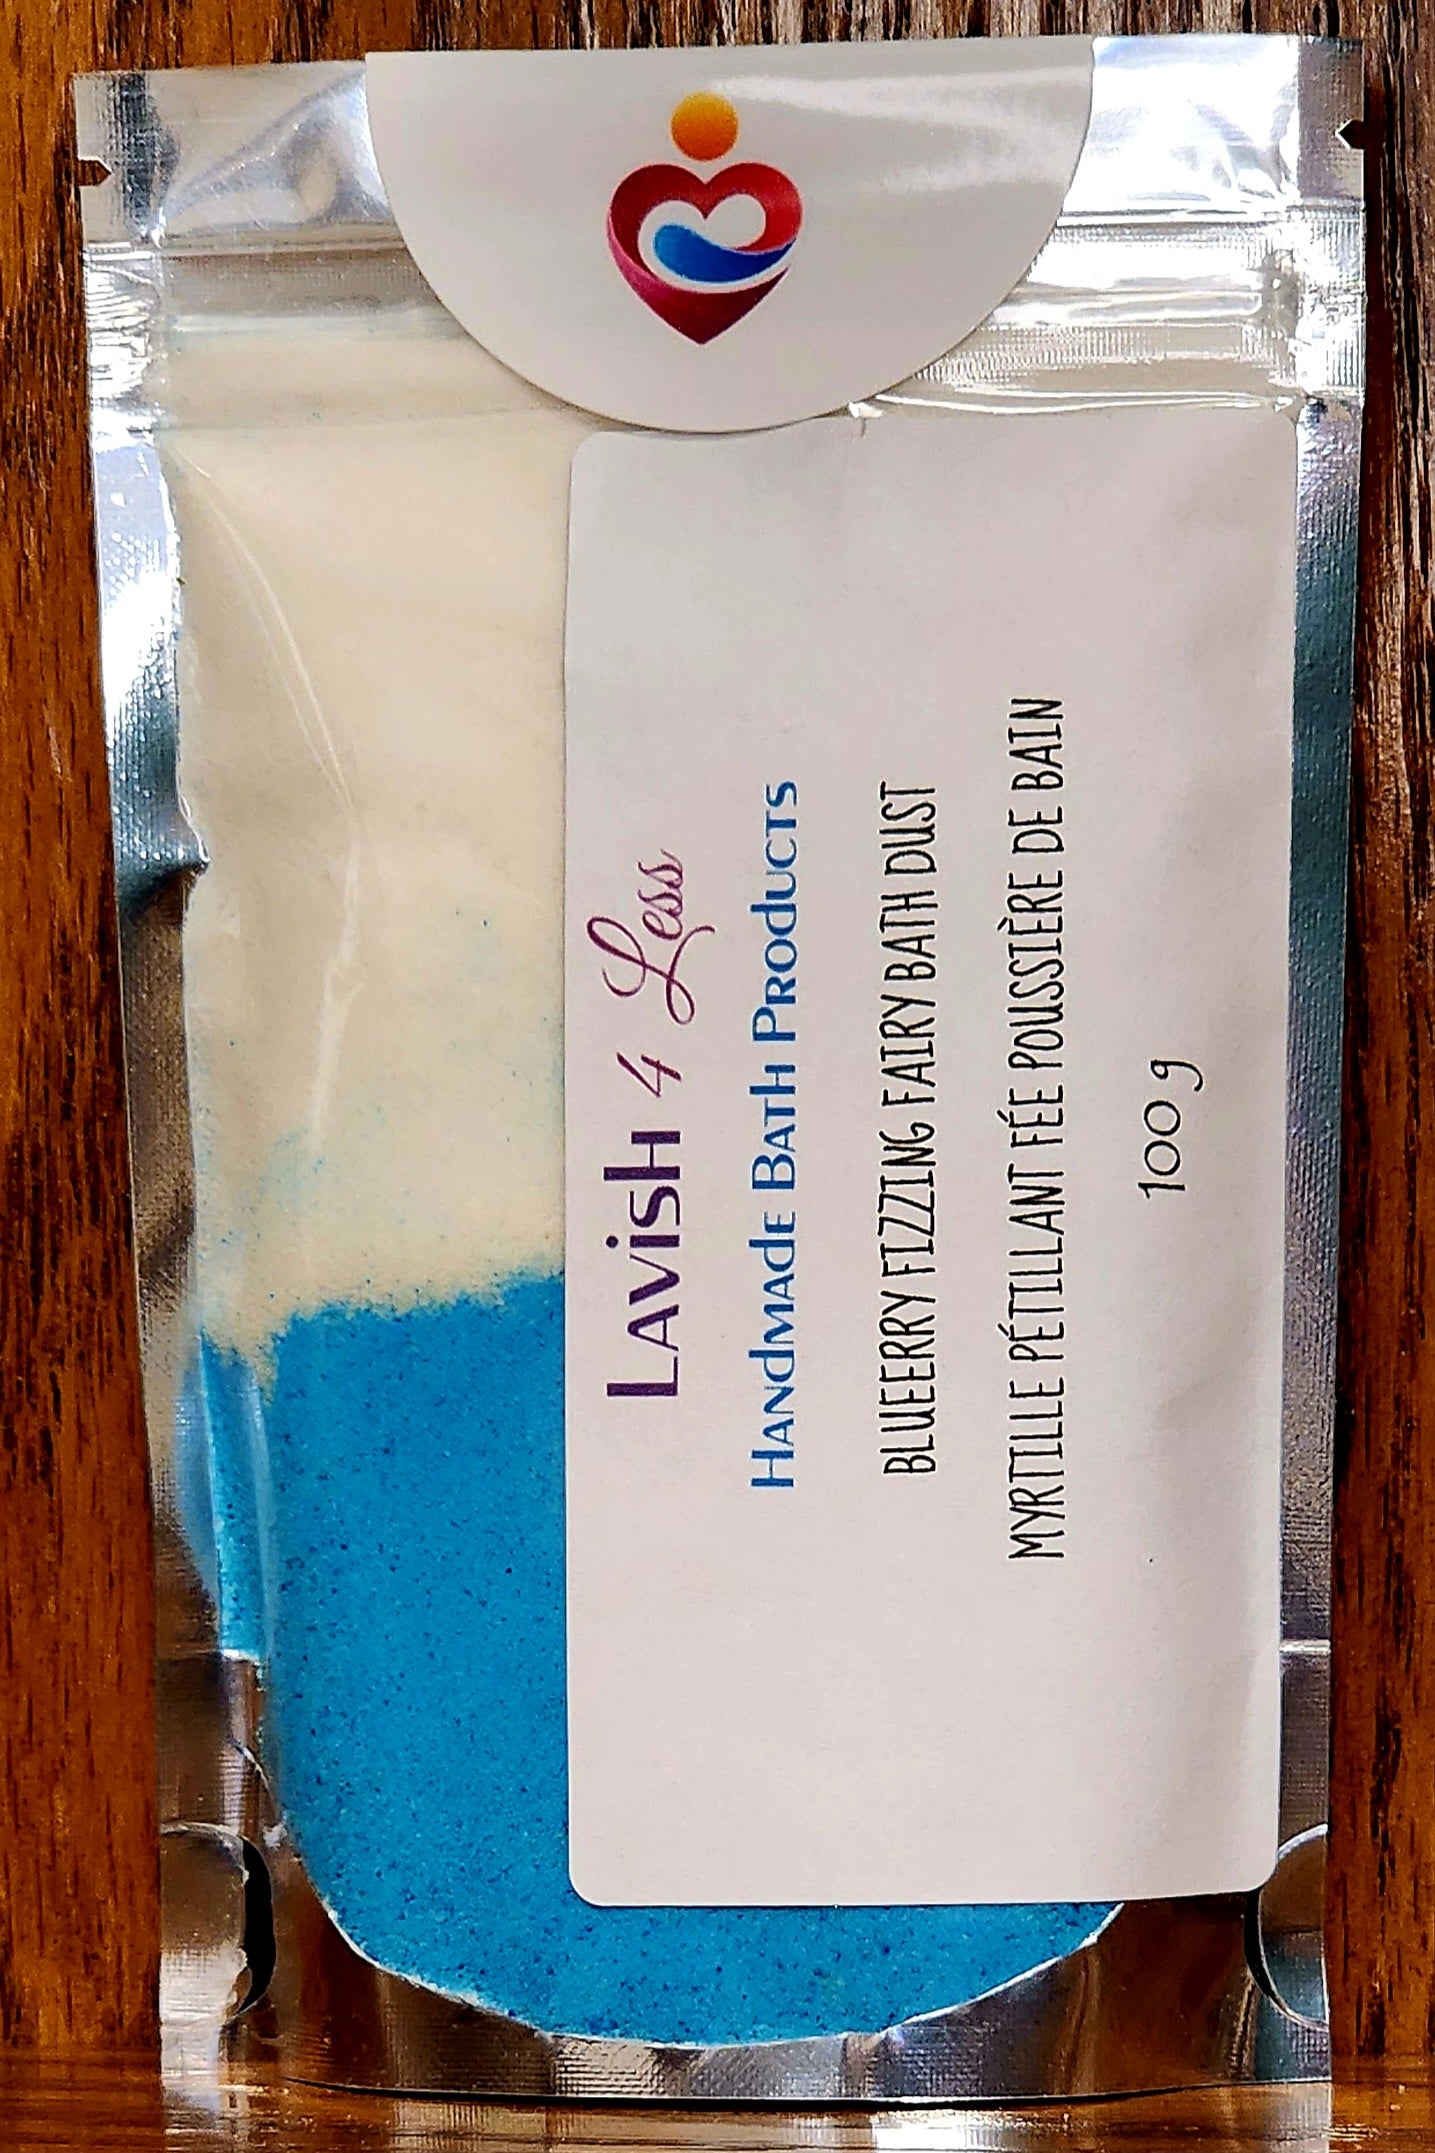 Lavish 4 Less
Handmade Bath Products
BLUEERRY FIZZING FAIRY BATH DUST
MYRTILLE PÉTILLANT FÉE POUSSIÈRE DE BAIN
100 g